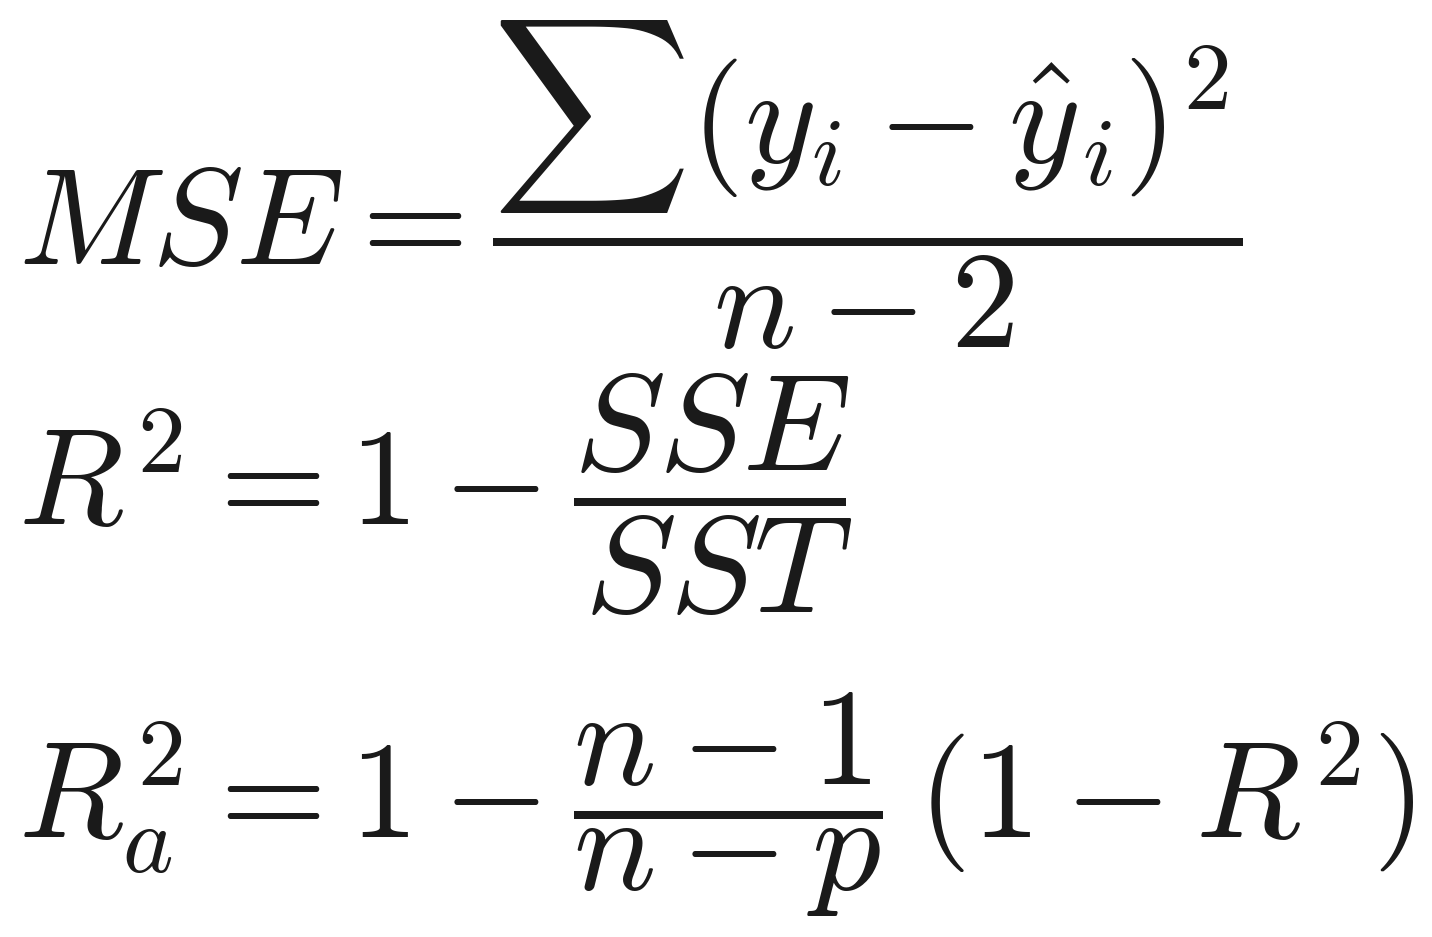 $MSE = \frac{\sum (y_i - \hat{y}_i)^2}{n - 2}$
$R^2 = 1 - \frac{SSE}{SST}$
$R_a^2 = 1 - \frac{n - 1}{n - p} (1 - R^2)$